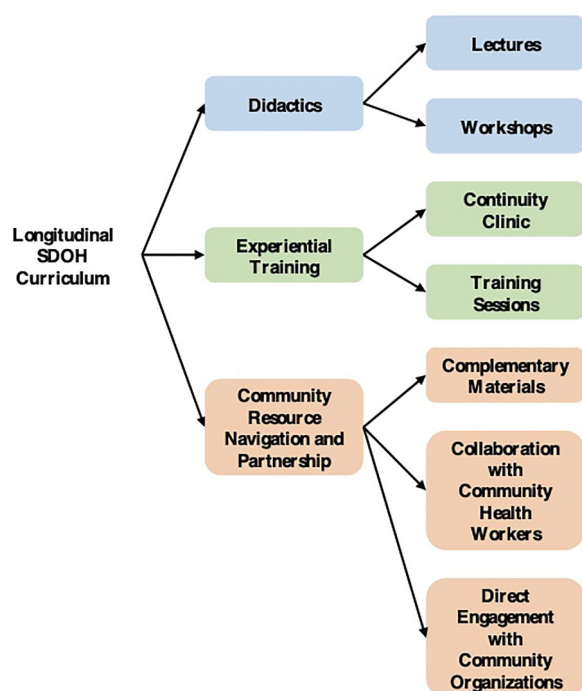 Lectures
Didactics
Workshops
Continuity
Clinic
Longitudinal
SDOH
Curriculum
Experiential
Training
Training
Sessions
Complementary
Materials
Community
Resource
Navigation and
Partnership
Collaboration
with
Community
Health
Workers
Direct
Engagement
with
Community
Organizations